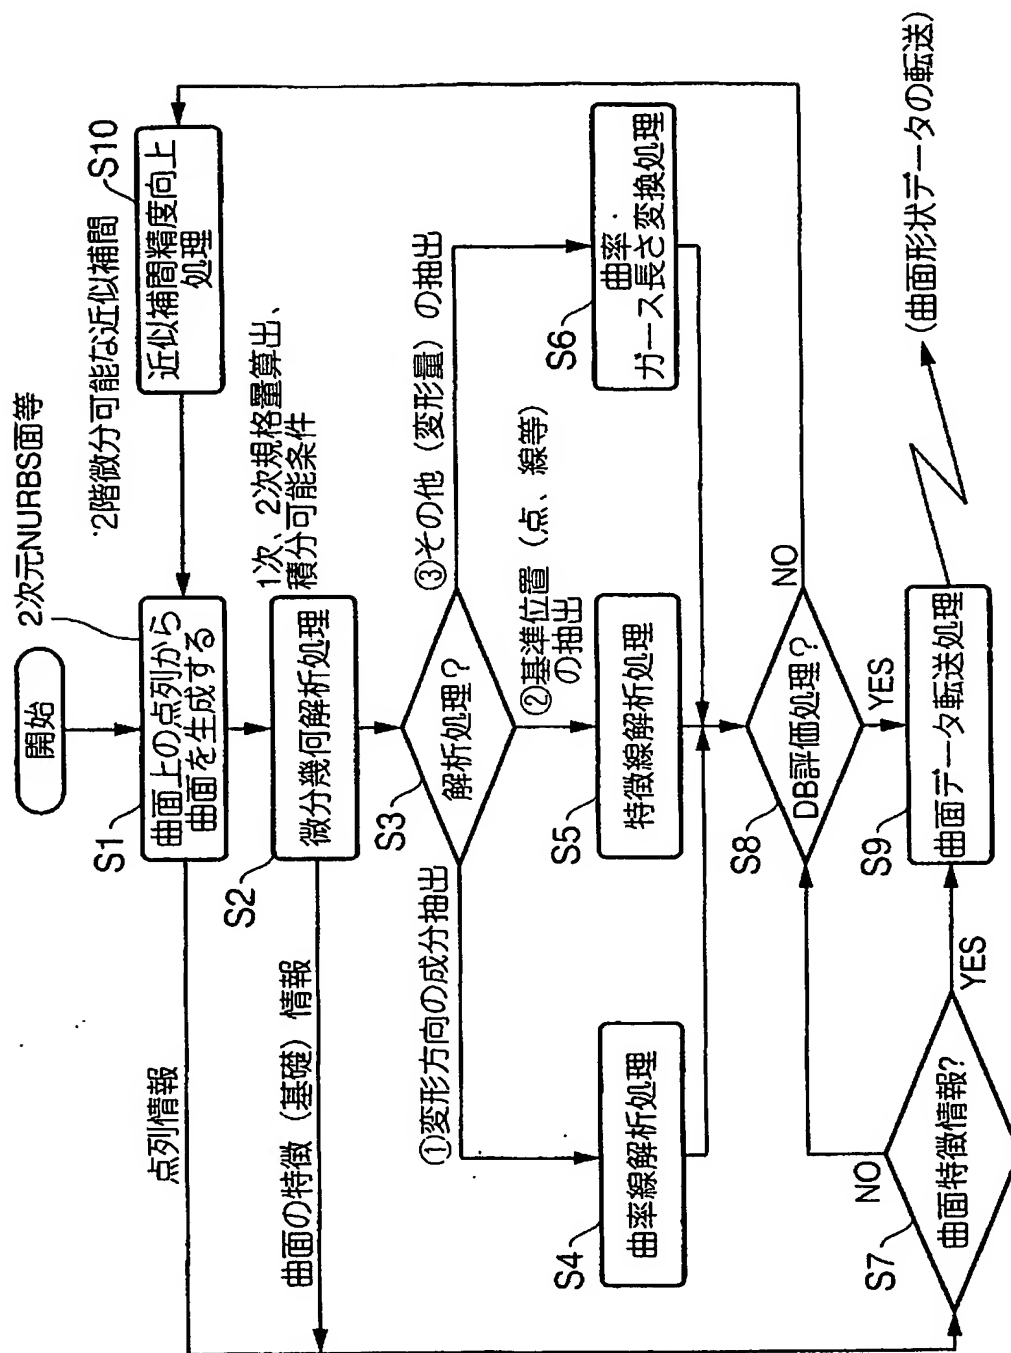 開始
2次元NURBS面等
S1
曲面上の点列から
曲面を生成する
2階微分可能な近似補間
S10
近似補間精度向上
処理
点列情報
S2
微分幾何解析処理
1次、2次規格量算出、
積分可能条件
曲面の特徴（基礎）情報
S3
解析処理？
①変形方向の成分抽出
②基準位置（点、線等）
の抽出
③その他（変形量）の抽出
S4
曲率線解析処理
S5
特徴線解析処理
S6
曲率
ガース長さ変換処理
S7
曲面特徴情報？
NO
YES
S8
DB評価処理？
NO
YES
S9
曲面データ転送処理
(曲面形状データの転送)